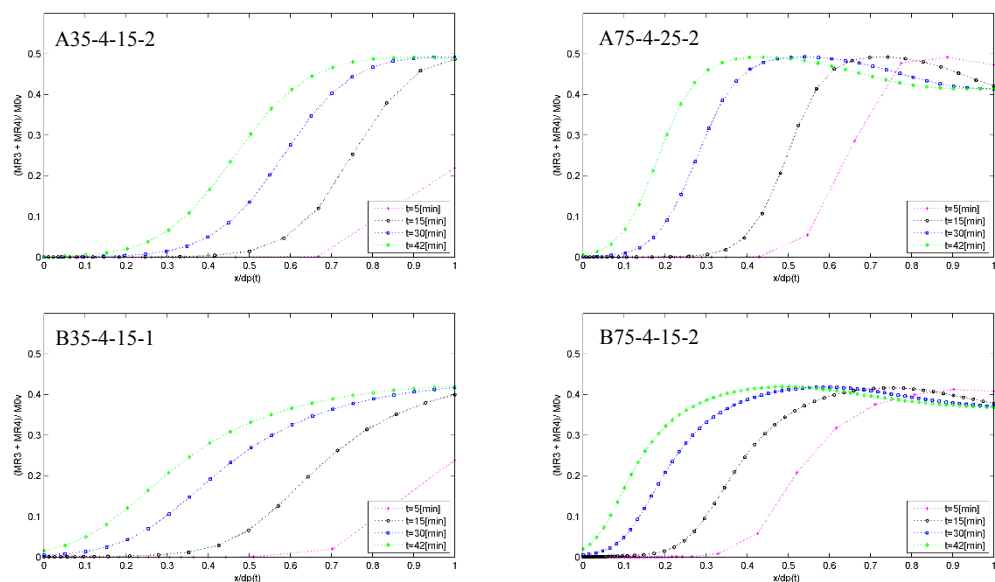 A35-4-15-2
(MR3 + MR4)/ MDv
0.5
0.4
0.3
0.2
0.1
0
0 0.1 0.2 0.3 0.4 0.5 0.6 0.7 0.8 0.9 1
x/dp(t)
t=5[min]
t=15[min]
t=30[min]
t=42[min]
A75-4-25-2
(MR3 + MR4)/ MDv
0.5
0.4
0.3
0.2
0.1
0
0 0.1 0.2 0.3 0.4 0.5 0.6 0.7 0.8 0.9 1
x/dp(t)
t=5[min]
t=15[min]
t=30[min]
t=42[min]
B35-4-15-1
(MR3 + MR4)/ MDv
0.5
0.4
0.3
0.2
0.1
0
0 0.1 0.2 0.3 0.4 0.5 0.6 0.7 0.8 0.9 1
x/dp(t)
t=5[min]
t=15[min]
t=30[min]
t=42[min]
B75-4-15-2
(MR3 + MR4)/ MDv
0.5
0.4
0.3
0.2
0.1
0
0 0.1 0.2 0.3 0.4 0.5 0.6 0.7 0.8 0.9 1
x/dp(t)
t=5[min]
t=15[min]
t=30[min]
t=42[min]